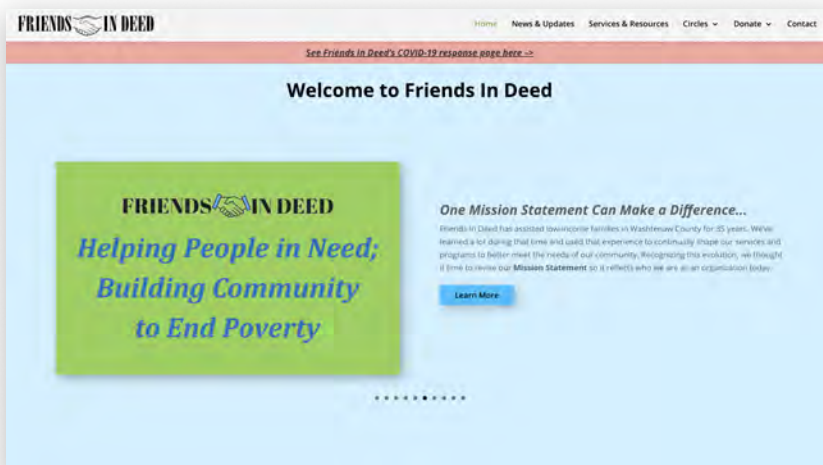 FRIENDS IN DEED
Home News & Updates Services & Resources Circles Donate Contact
See Friends In Deed's COVID-19 response page here ->
Welcome to Friends In Deed
FRIENDS IN DEED
Helping People in Need;
Building Community
to End Poverty
One Mission Statement Can Make a Difference...
Friends In Deed has assisted low-income families in Washtenaw County for 35 years. We've
learned a lot during that time and used that experience to continually shape our services and
programs to better meet the needs of our community. Recognizing this evolution, we thought
it time to revise our Mission Statement so it reflects who we are as an organization today.
Learn More